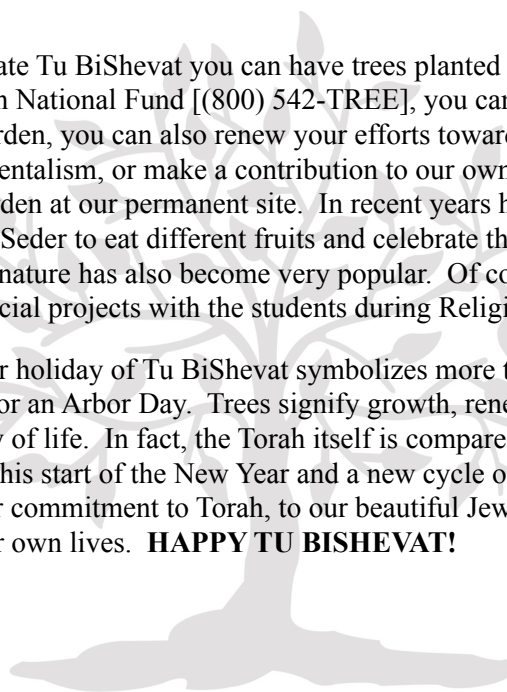 ate Tu BiShevat you can have trees planted
n National Fund [(800) 542-TREE], you can
rden, you can also renew your efforts towar
entalism, or make a contribution to our own
rden at our permanent site. In recent years h
Seder to eat different fruits and celebrate th
nature has also become very popular. Of co
cial projects with the students during Religi
r holiday of Tu BiShevat symbolizes more t
or an Arbor Day. Trees signify growth, rene
y of life. In fact, the Torah itself is compare
his start of the New Year and a new cycle o
r commitment to Torah, to our beautiful Jew
r own lives. HAPPY TU BISHEVAT!